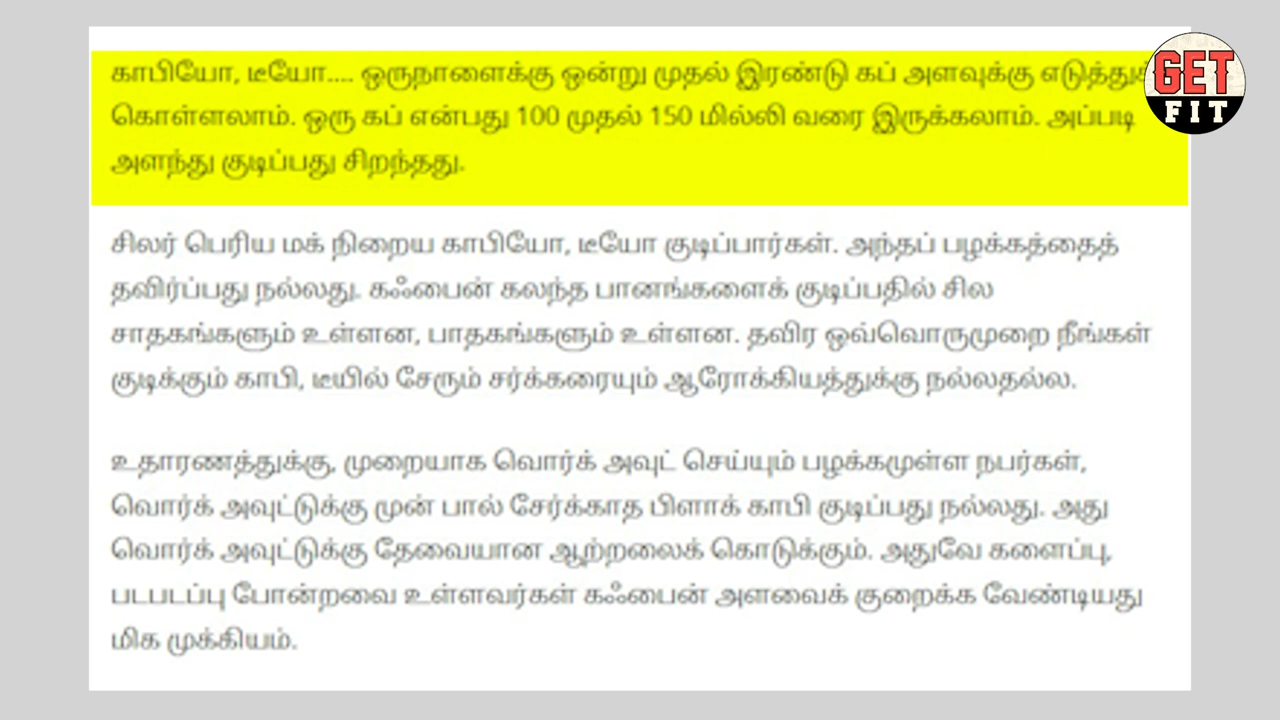 காபியோ, டீயோ.... ஒருநாளைக்கு ஒன்று முதல் இரண்டு கப் அளவுக்கு எடுத்துக்
கொள்ளலாம். ஒரு கப் என்பது 100 முதல் 150 மில்லி வரை இருக்கலாம். அப்படி
அளந்து குடிப்பது சிறந்தது.
சிலர் பெரிய மக் நிறைய காபியோ, டீயோ குடிப்பார்கள். அந்தப் பழக்கத்தைத்
தவிர்ப்பது நல்லது. கஃபைன் கலந்த பானங்களைக் குடிப்பதில் சில
சாதகங்களும் உள்ளன, பாதகங்களும் உள்ளன. தவிர ஒவ்வொருமுறை நீங்கள்
குடிக்கும் காபி, டீயில் சேரும் சர்க்கரையும் ஆரோக்கியத்துக்கு நல்லதல்ல.
உதாரணத்துக்கு, முறையாக வொர்க் அவுட் செய்யும் பழக்கமுள்ள நபர்கள்,
வொர்க் அவுட்டுக்கு முன் பால் சேர்க்காத பிளாக் காபி குடிப்பது நல்லது. அது
வொர்க் அவுட்டுக்கு தேவையான ஆற்றலைக் கொடுக்கும். அதுவே களைப்பு,
படபடப்பு போன்றவை உள்ளவர்கள் கஃபைன் அளவைக் குறைக்க வேண்டியது
மிக முக்கியம்.
GET
FIT